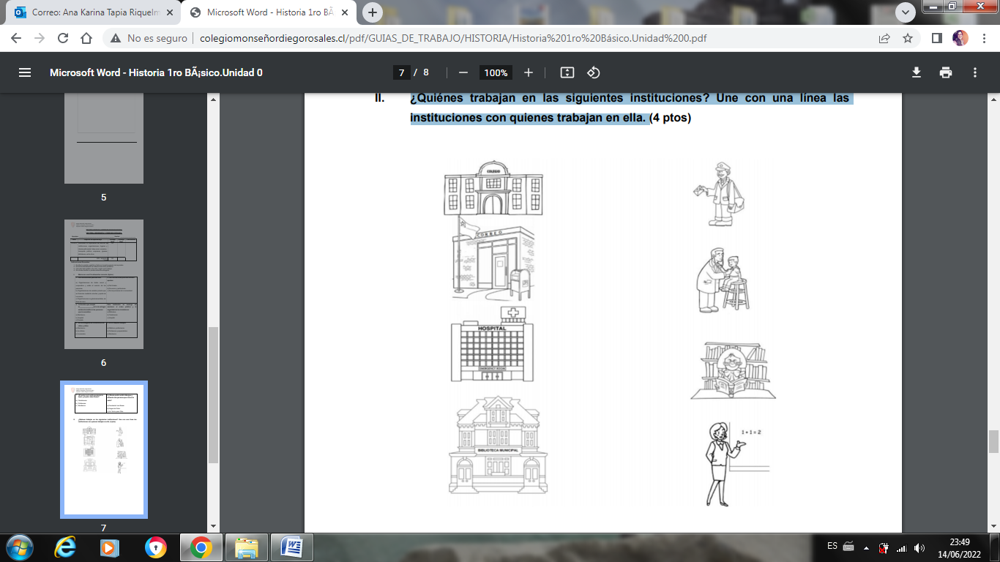 Correo: Ana Karina Tapia Riquelm
Microsoft Word - Historia 1ro BÃ
No es seguro
colegiomonseñordiegorosales.cl/pdf/GUIAS_DE_TRABAJO/HISTORIA/Historia%201ro%20Básico.Unidad%200.pdf
Microsoft Word - Historia 1ro BÃ¡sico.Unidad 0
7 / 8
100%
5
6
7
II. ¿Quiénes trabajan en las siguientes instituciones? Une con una línea las
instituciones con quienes trabajan en ella. (4 ptos)
COLEGIO
CORREO
HOSPITAL
EMERGENCY ROOM
BIBLIOTECA MUNICIPAL
1 + 1 = 2
ES
23:49
14/06/2022